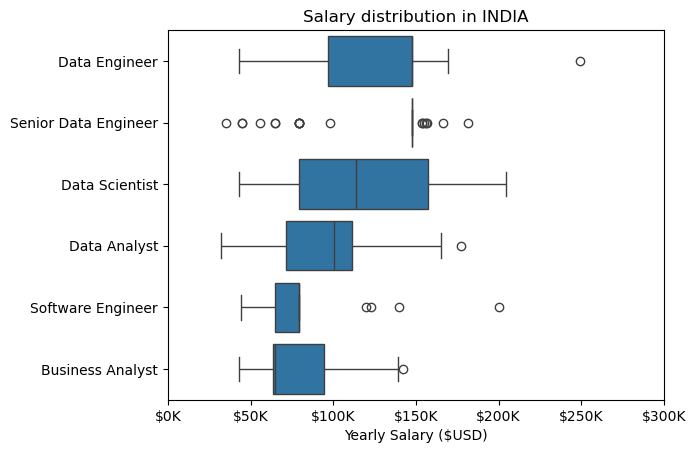 Salary distribution in INDIA
Data Engineer
Senior Data Engineer
Data Scientist
Data Analyst
Software Engineer
Business Analyst
$0K $50K $100K $150K $200K $250K $300K
Yearly Salary ($USD)